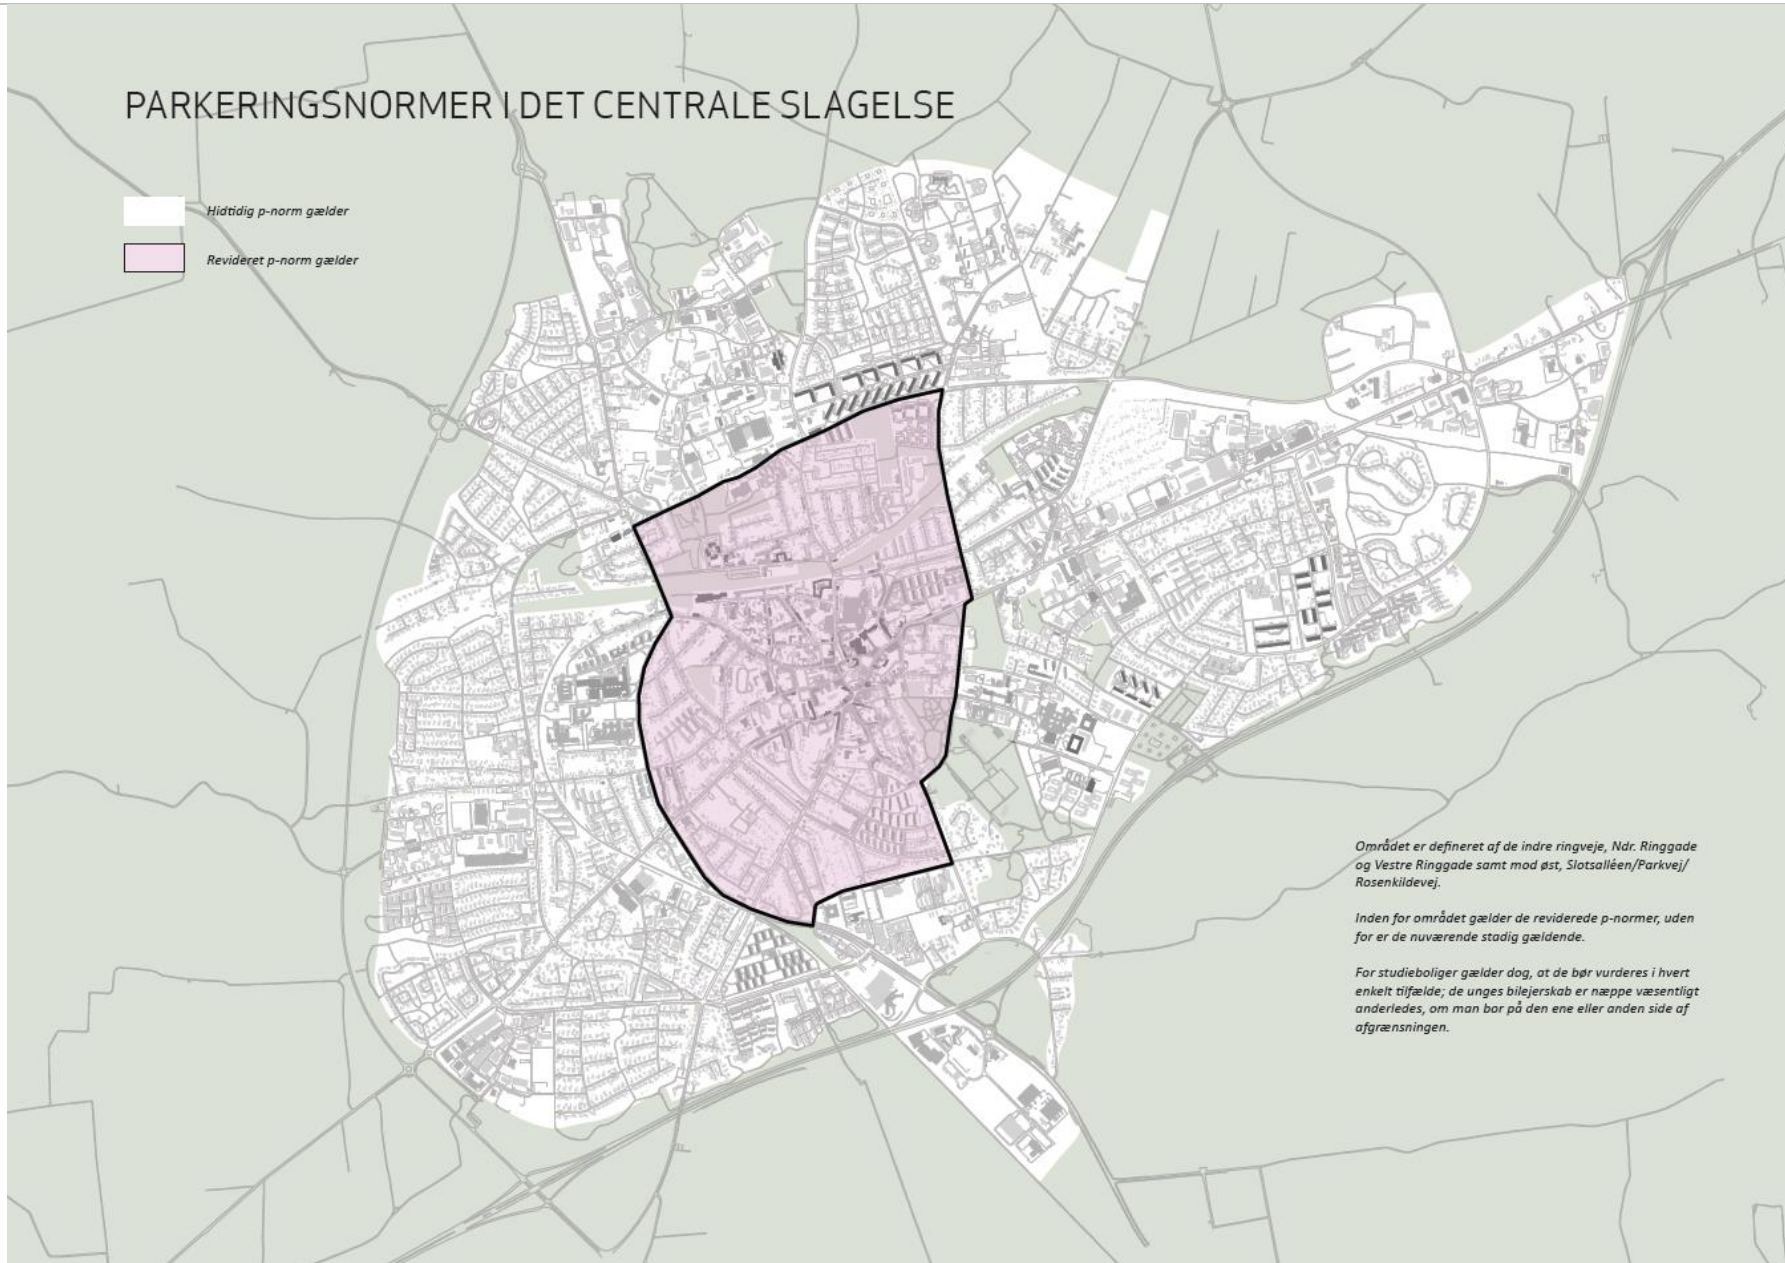 PARKERINGSNORMER I DET CENTRALE SLAGELSE
Hidtidig p-norm gælder
Revideret p-norm gælder
Området er defineret af de indre ringveje, Ndr. Ringgade
og Vestre Ringgade samt mod øst, Slotsalléen/Parkvej/
Rosenkildevej.
Inden for området gælder de reviderede p-normer, uden
for er de nuværende stadig gældende.
For studieboliger gælder dog, at de bør vurderes i hvert
enkelt tilfælde; de unges bilejerskab er næppe væsentligt
anderledes, om man bor på den ene eller anden side af
afgrænsningen.